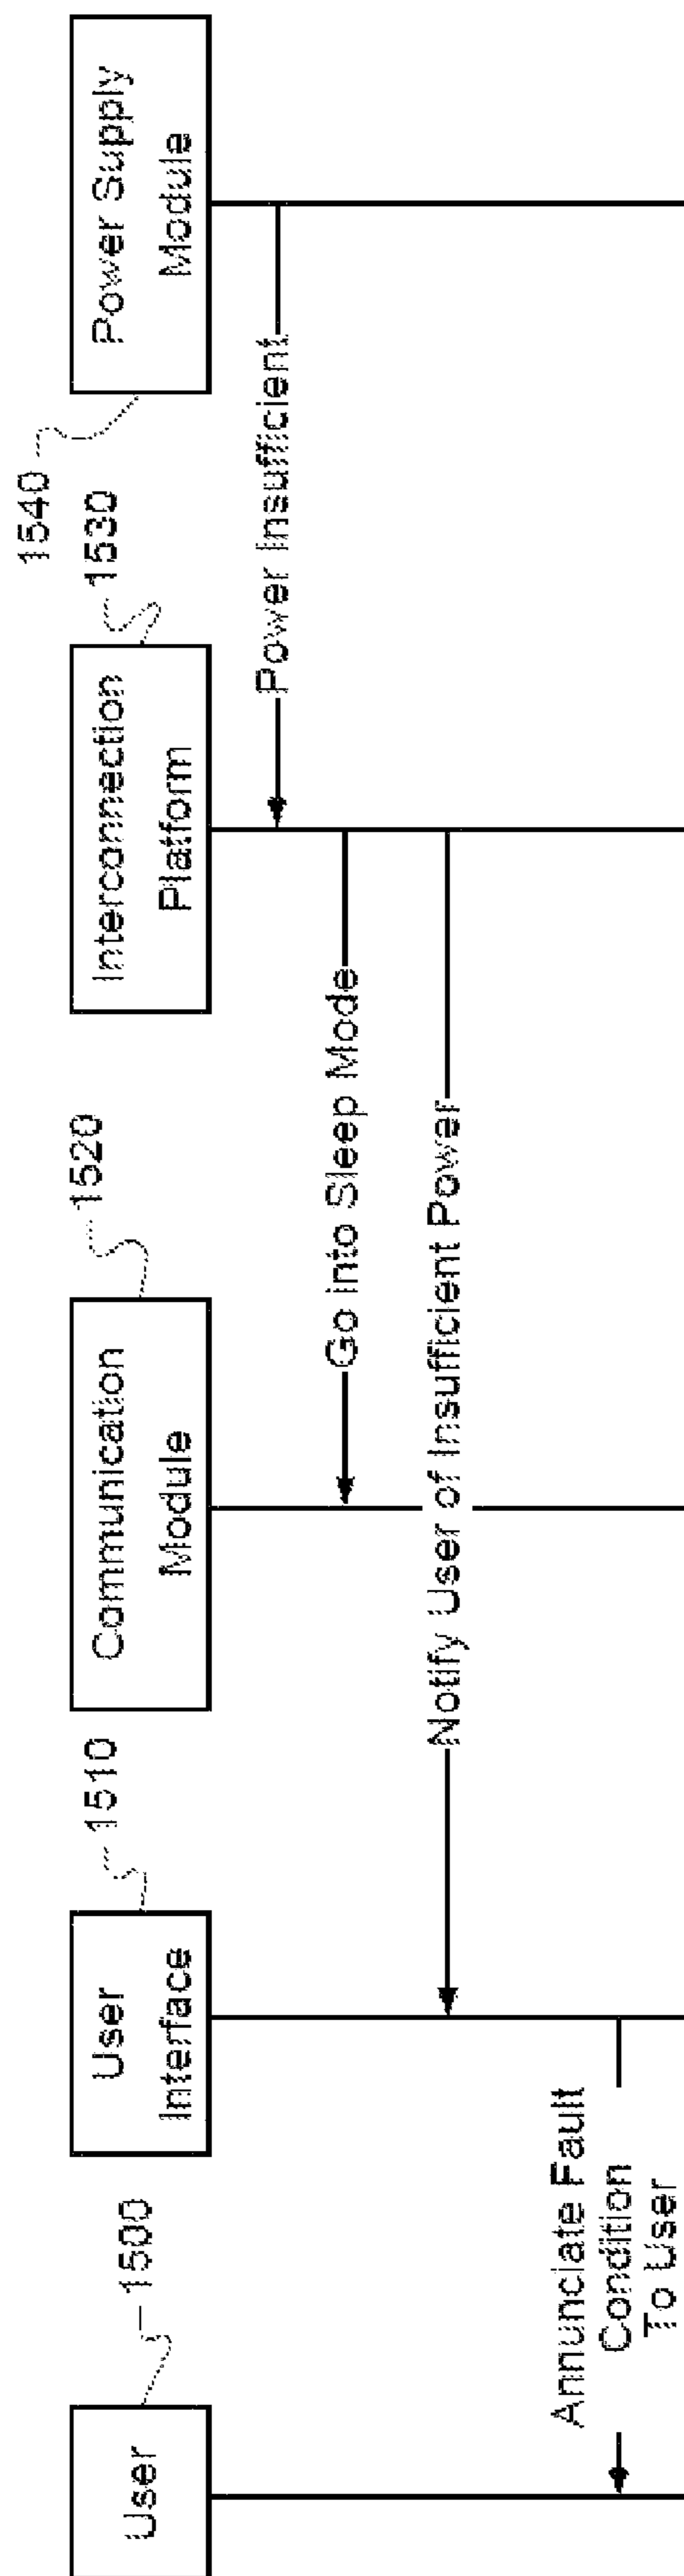 User
1500
User
Interface
1510
Communication
Module
1520
Interconnection
Platform
1530
Power Supply
Module
1540
Power Insufficient
Go into Sleep Mode
Notify User of Insufficient Power
Annunciate Fault
Condition
To User